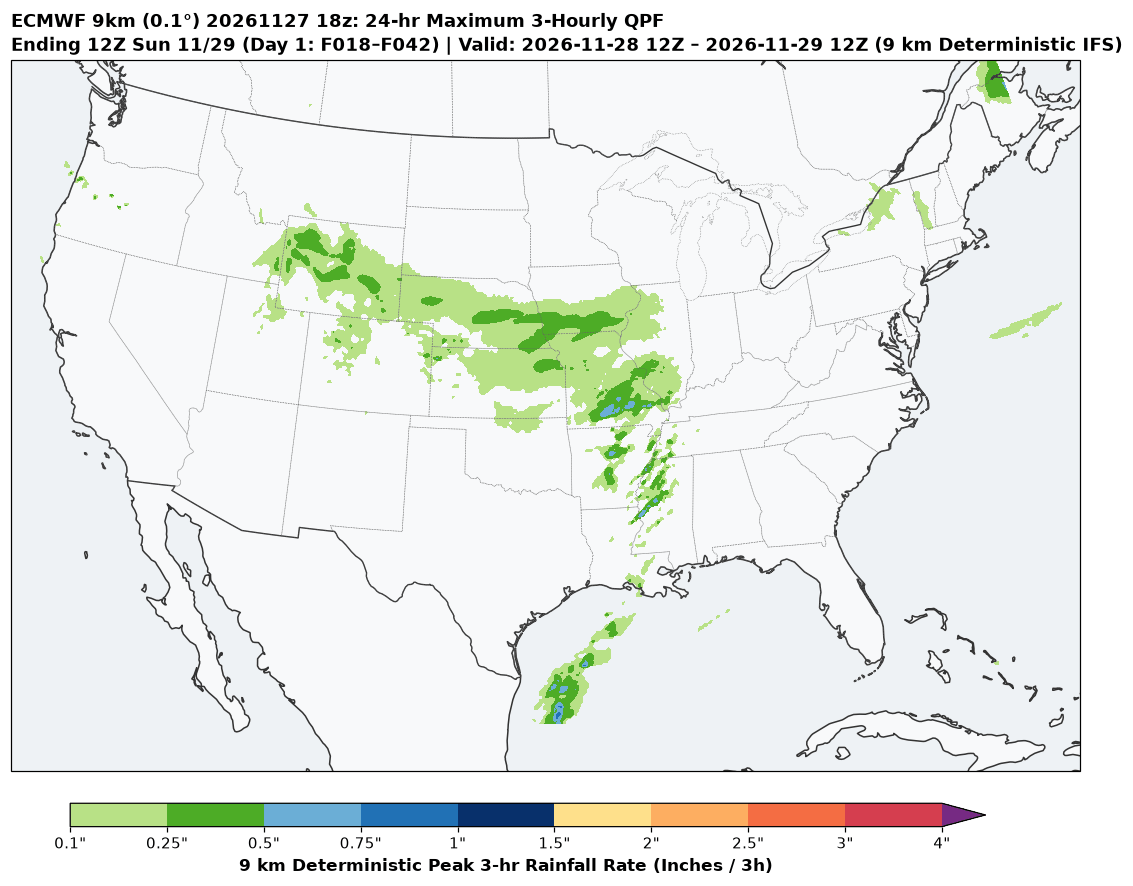 ECMWF 9km (0.1°) 20261127 18z: 24-hr Maximum 3-Hourly QPF
Ending 12Z Sun 11/29 (Day 1: F018–F042) | Valid: 2026-11-28 12Z – 2026-11-29 12Z (9 km Deterministic IFS)
0.1" 0.25" 0.5" 0.75" 1" 1.5" 2" 2.5" 3" 4"
9 km Deterministic Peak 3-hr Rainfall Rate (Inches / 3h)